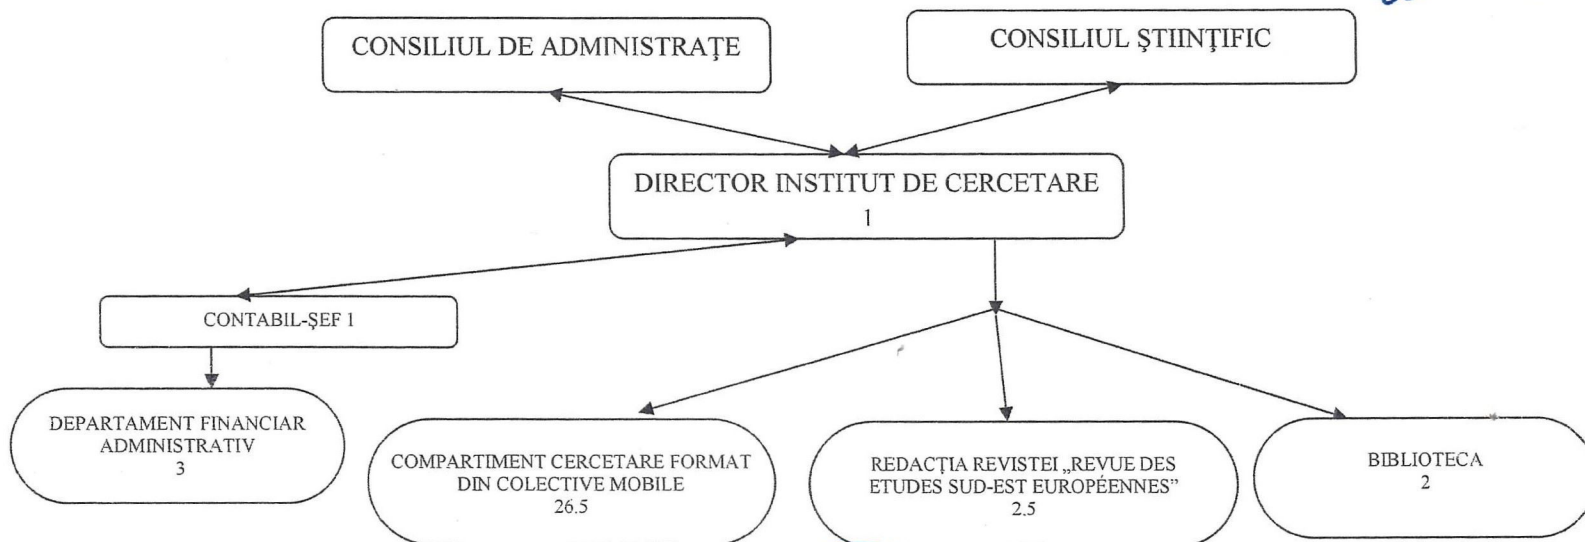 CONSILIUL DE ADMINISTRAŢE
CONSILIUL ŞTIINŢIFIC
DIRECTOR INSTITUT DE CERCETARE
1
CONTABIL-ŞEF 1
DEPARTAMENT FINANCIAR
ADMINISTRATIV
3
COMPARTIMENT CERCETARE FORMAT
DIN COLECTIVE MOBILE
26.5
REDACŢIA REVISTEI „REVUE DES
ETUDES SUD-EST EUROPÉENNES”
2.5
BIBLIOTECA
2